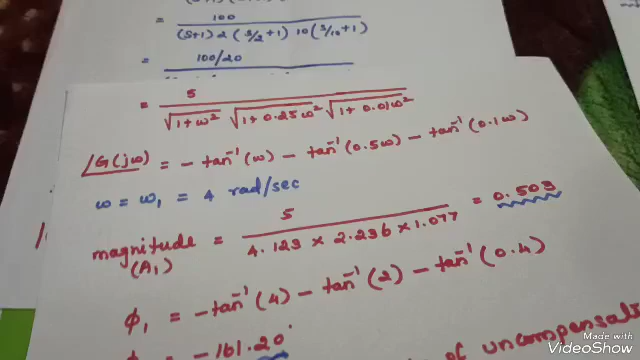 = 100 / (s+1) 2 (s/2 +1) 10 (s/10 +1)
= 100/20
= 5 / √(1+ω²) √(1+0.25ω²) √(1+0.01ω²)
∠G(jω) = - tan⁻¹(ω) - tan⁻¹(0.5ω) - tan⁻¹(0.1ω)
ω = ω₁ = 4 rad/sec
magnitude (A₁) = 5 / 4.123 × 2.236 × 1.077 = 0.503
ϕ₁ = -tan⁻¹(4) - tan⁻¹(2) - tan⁻¹(0.4)
= -161.20°
of uncompensat
Made with
VideoShow